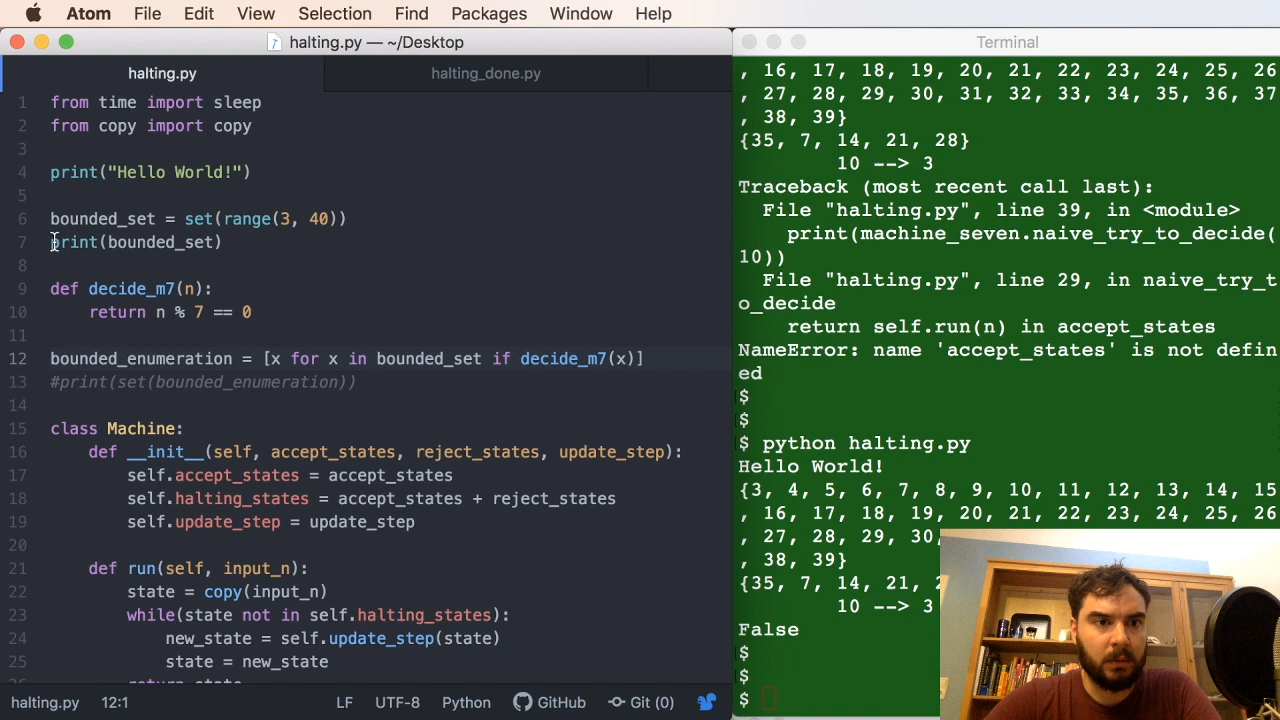 Atom File Edit View Selection Find Packages Window Help
halting.py — ~/Desktop
halting.py
halting_done.py
1 from time import sleep
2 from copy import copy
3
4 print("Hello World!")
5
6 bounded_set = set(range(3, 40))
7 print(bounded_set)
8
9 def decide_m7(n):
10 return n % 7 == 0
11
12 bounded_enumeration = [x for x in bounded_set if decide_m7(x)]
13 #print(set(bounded_enumeration))
14
15 class Machine:
16 def __init__(self, accept_states, reject_states, update_step):
17 self.accept_states = accept_states
18 self.halting_states = accept_states + reject_states
19 self.update_step = update_step
20
21 def run(self, input_n):
22 state = copy(input_n)
23 while(state not in self.halting_states):
24 new_state = self.update_step(state)
25 state = new_state
return state
halting.py 12:1 LF UTF-8 Python GitHub Git (0)
Terminal
, 16, 17, 18, 19, 20, 21, 22, 23, 24, 25, 26
, 27, 28, 29, 30, 31, 32, 33, 34, 35, 36, 37
, 38, 39}
{35, 7, 14, 21, 28}
10 --> 3
Traceback (most recent call last):
File "halting.py", line 39, in <module>
print(machine_seven.naive_try_to_decide(
10))
File "halting.py", line 29, in naive_try_t
o_decide
return self.run(n) in accept_states
NameError: name 'accept_states' is not defin
ed
$
$
$ python halting.py
Hello World!
{3, 4, 5, 6, 7, 8, 9, 10, 11, 12, 13, 14, 15
, 16, 17, 18, 19, 20, 21, 22, 23, 24, 25, 26
, 27, 28, 29, 30,
, 38, 39}
{35, 7, 14, 21, 2
10 --> 3
False
$
$
$